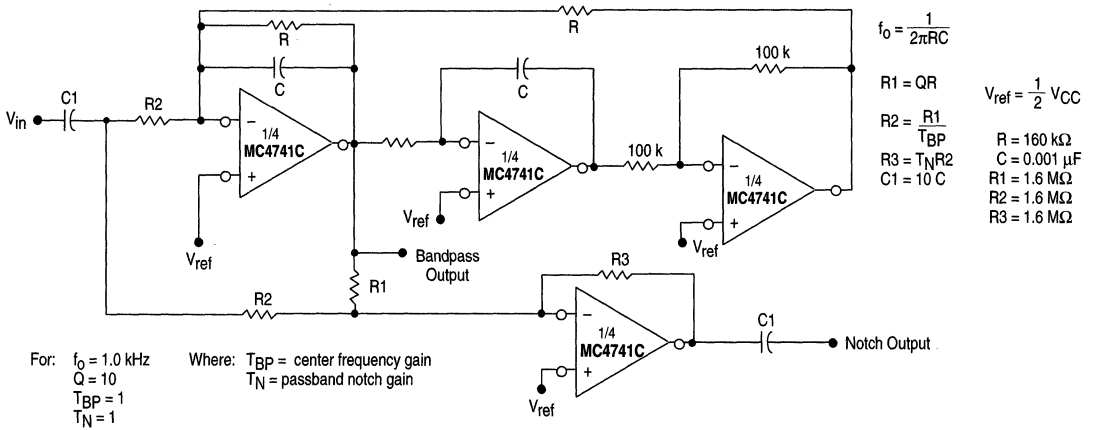 R
R
C
Vin
C1
R2
1/4
MC4741C
Vref
C
1/4
MC4741C
Vref
100 k
100 k
1/4
MC4741C
Vref
fo = 1/2πRC
R1 = QR
R2 = R1/TBP
R3 = TNR2
C1 = 10 C
Vref = 1/2 VCC
R = 160 kΩ
C = 0.001 µF
R1 = 1.6 MΩ
R2 = 1.6 MΩ
R3 = 1.6 MΩ
Bandpass
Output
R1
R2
R3
1/4
MC4741C
Vref
C1
Notch Output
For: fo = 1.0 kHz
Q = 10
TBP = 1
TN = 1
Where: TBP = center frequency gain
TN = passband notch gain